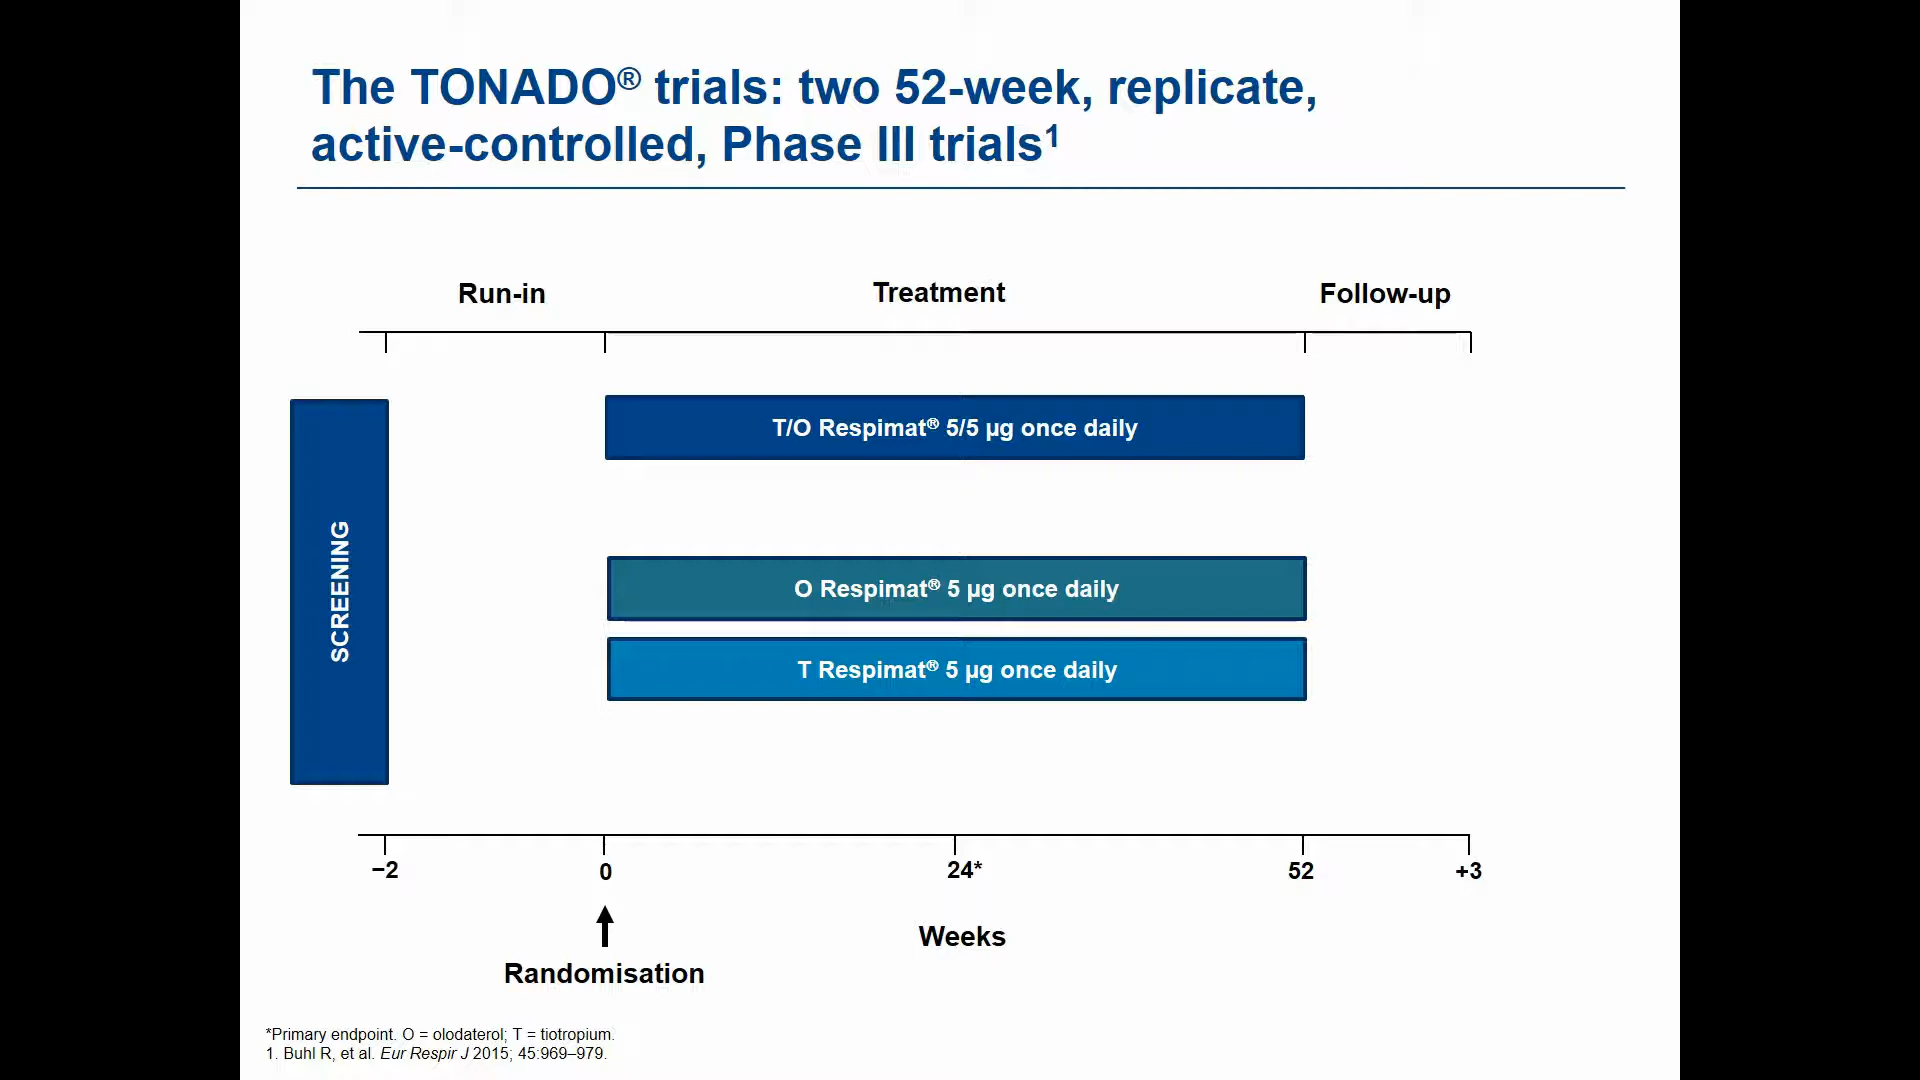 The TONADO® trials: two 52-week, replicate,
active-controlled, Phase III trials¹
Run-in
Treatment
Follow-up
SCREENING
T/O Respimat® 5/5 µg once daily
O Respimat® 5 µg once daily
T Respimat® 5 µg once daily
−2
0
24*
52
+3
Weeks
Randomisation
*Primary endpoint. O = olodaterol; T = tiotropium.
1. Buhl R, et al. Eur Respir J 2015; 45:969–979.